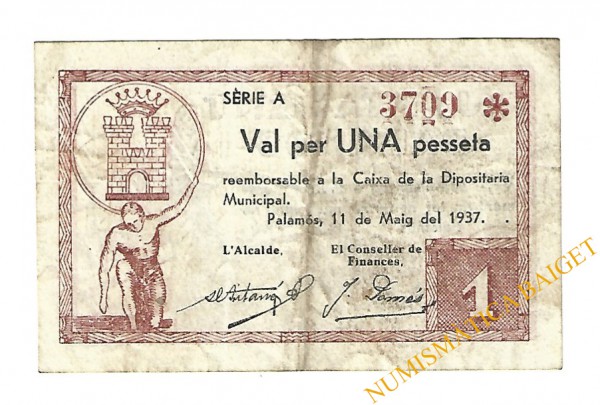 SÈRIE A 3709 *
Val per UNA pesseta
reemborsable a la Caixa de la Dipositaria
Municipal.
Palamós, 11 de Maig del 1937. .
L'Alcalde, El Conseller de
Finances,
1
NUMISMATICA BAIGET